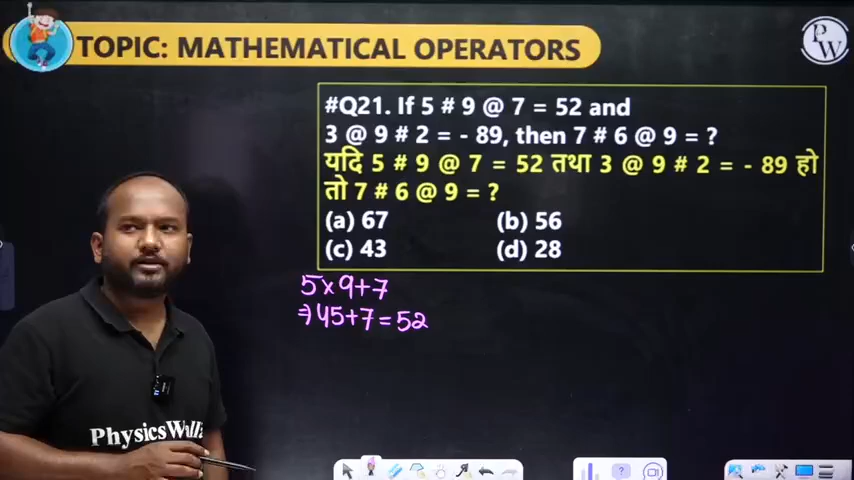 TOPIC: MATHEMATICAL OPERATORS
PW
#Q21. If 5 # 9 @ 7 = 52 and
3 @ 9 # 2 = - 89, then 7 # 6 @ 9 = ?
यदि 5 # 9 @ 7 = 52 तथा 3 @ 9 # 2 = - 89 हो
तो 7 # 6 @ 9 = ?
(a) 67 (b) 56
(c) 43 (d) 28
5×9+7
⇒45+7=52
PhysicsWalla